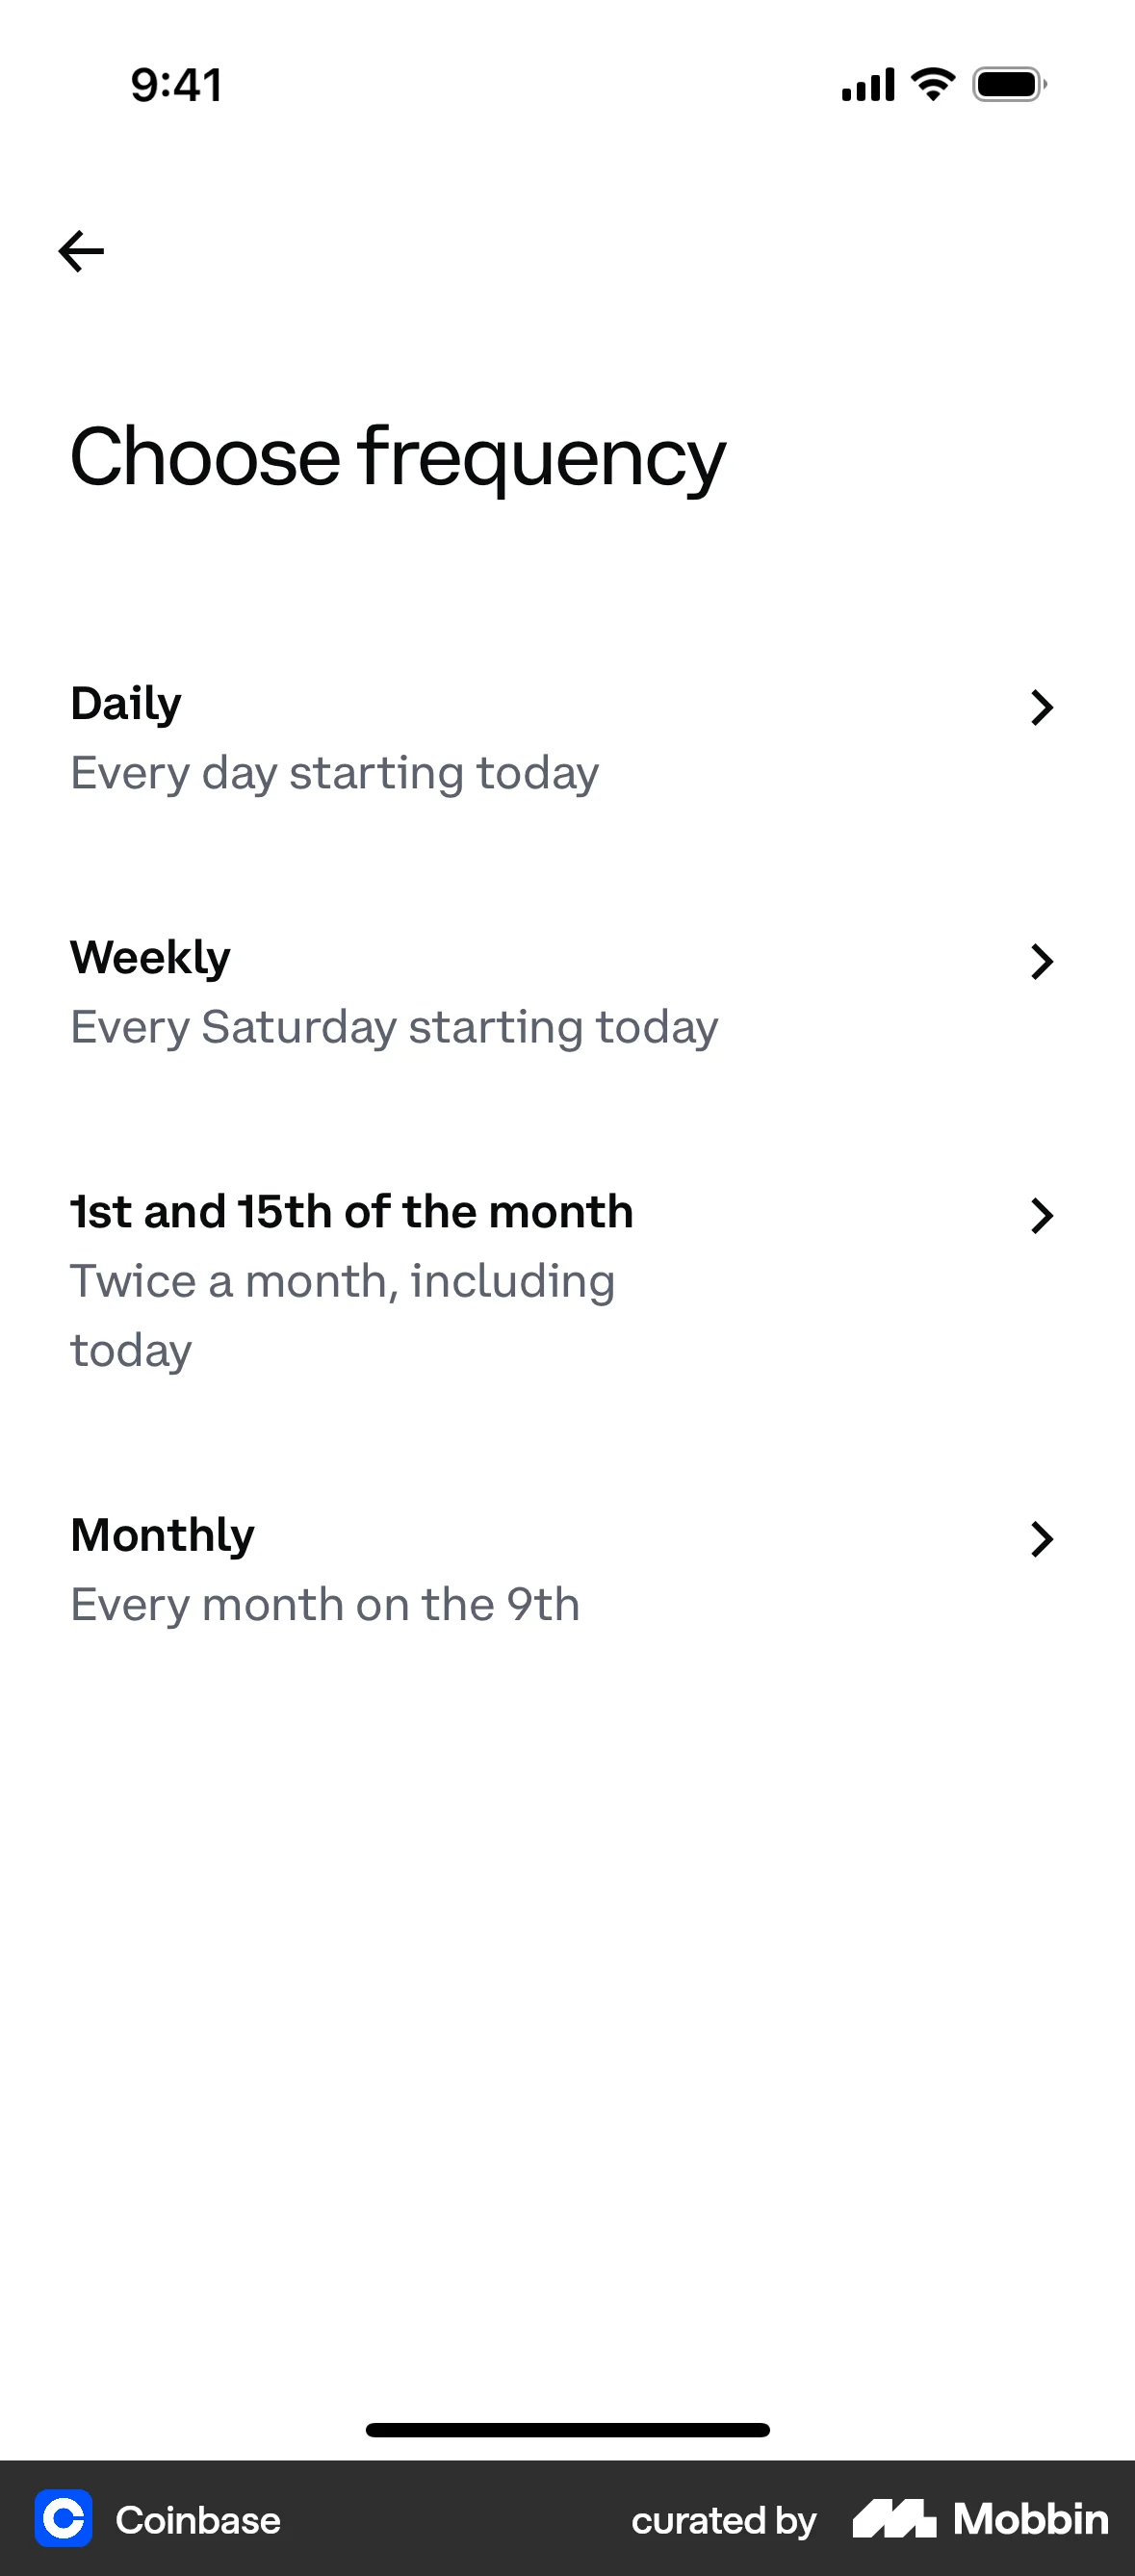 9:41
Choose frequency
Daily
Every day starting today
Weekly
Every Saturday starting today
1st and 15th of the month
Twice a month, including
today
Monthly
Every month on the 9th
Coinbase
curated by Mobbin